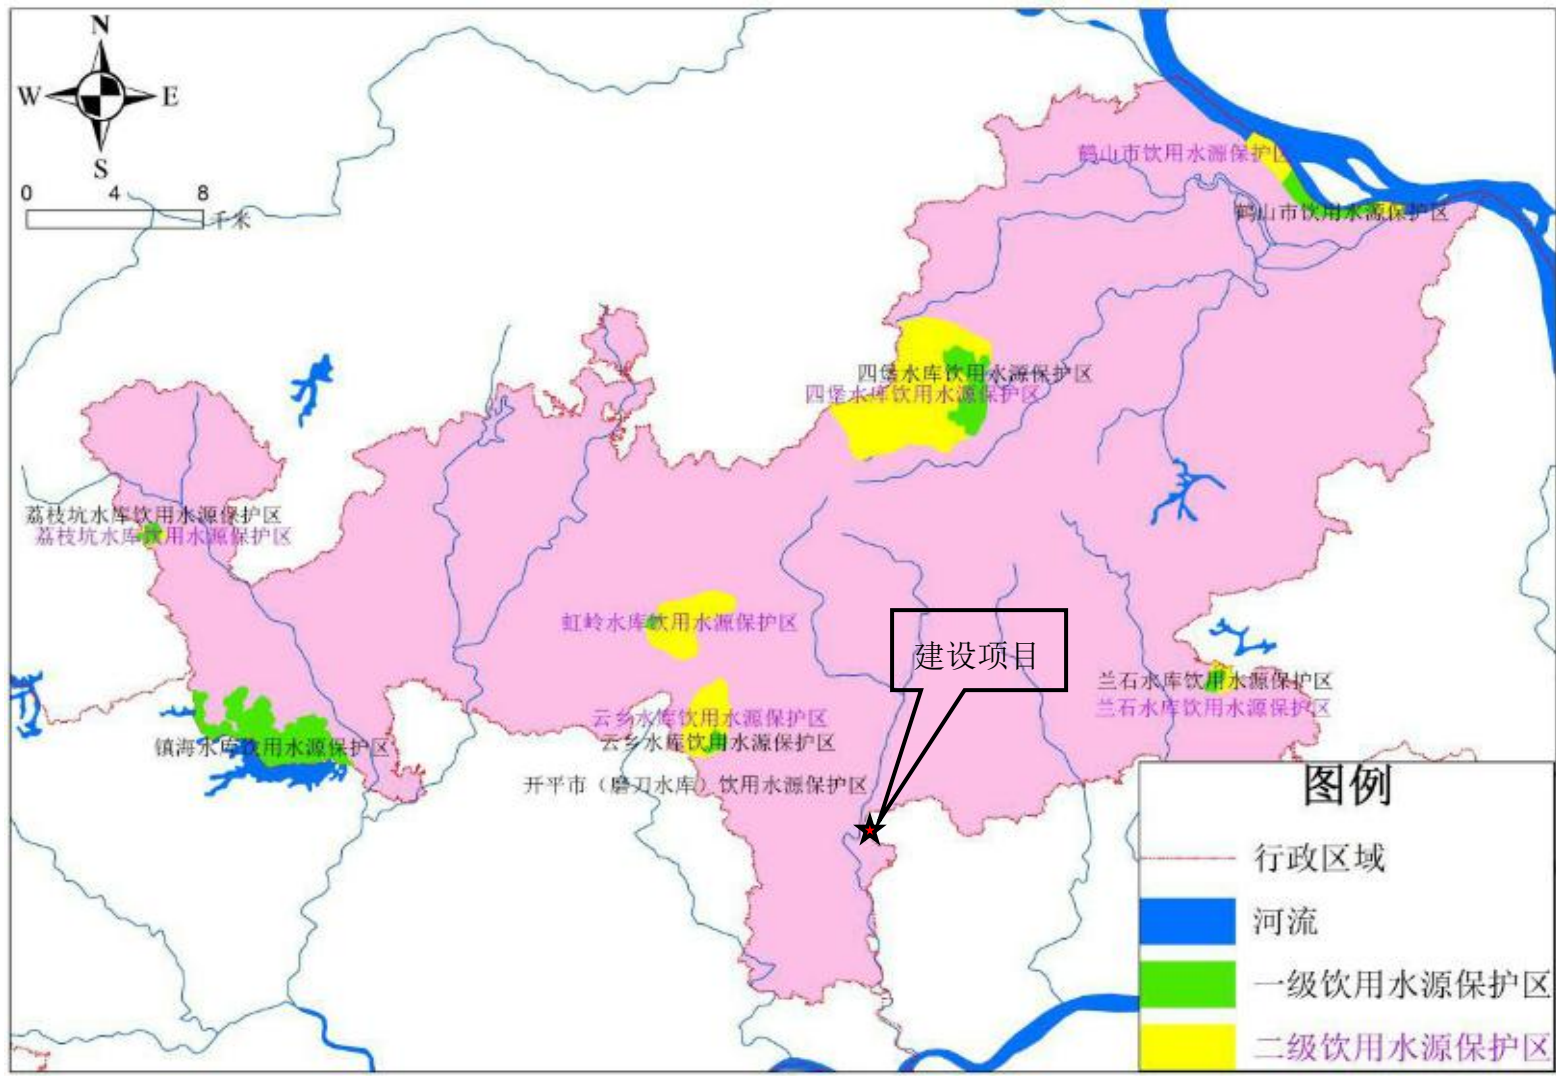 N
W E
S
0 4 8
千米
鹤山市饮用水源保护区
鹤山市饮用水源保护区
四堡水库饮用水源保护区
四堡水库饮用水源保护区
荔枝坑水库饮用水源保护区
荔枝坑水库饮用水源保护区
虹岭水库饮用水源保护区
建设项目
兰石水库饮用水源保护区
兰石水库饮用水源保护区
云乡水库饮用水源保护区
云乡水库饮用水源保护区
镇海水库饮用水源保护区
开平市（磨刀水库）饮用水源保护区
图例
行政区域
河流
一级饮用水源保护区
二级饮用水源保护区